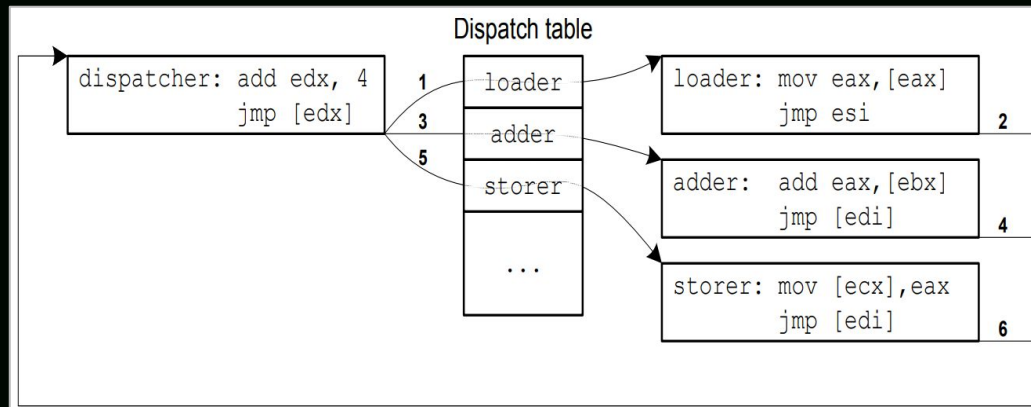 Dispatch table
dispatcher: add edx, 4
jmp [edx]
1
3
5
loader
adder
storer
...
loader: mov eax,[eax]
jmp esi
2
adder: add eax,[ebx]
jmp [edi]
4
storer: mov [ecx],eax
jmp [edi]
6